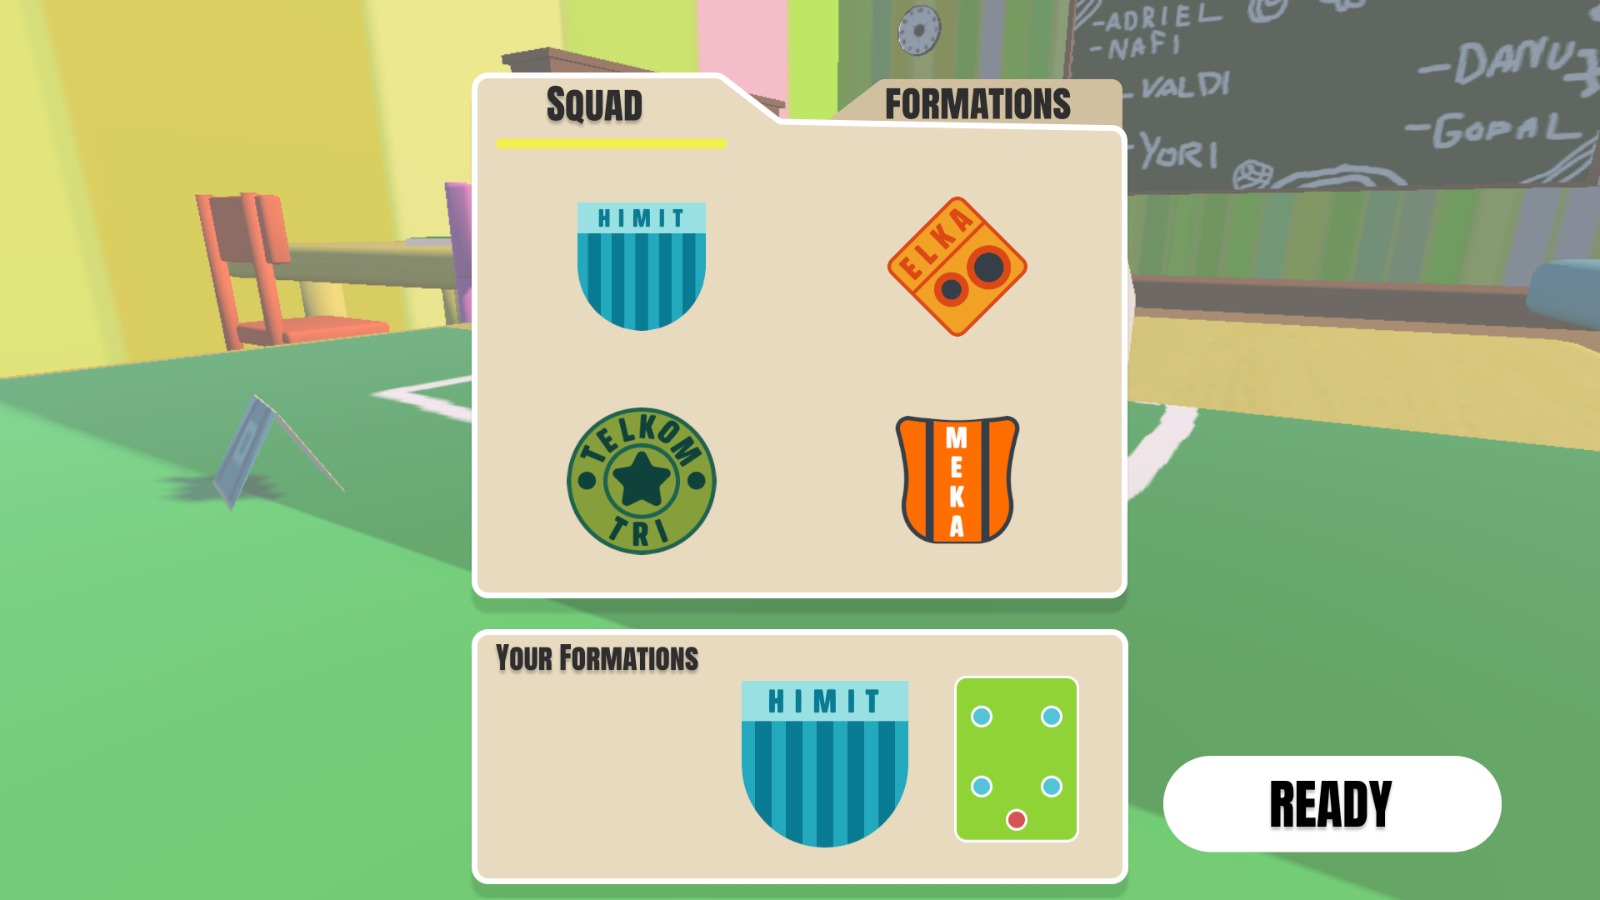 -ADRIEL
-NAFI
-VALDI
-YORI
-DANU
-GOPAL
SQUAD
FORMATIONS
HIMIT
ELKA
TELKOM
TRI
MEKA
YOUR FORMATIONS
HIMIT
READY